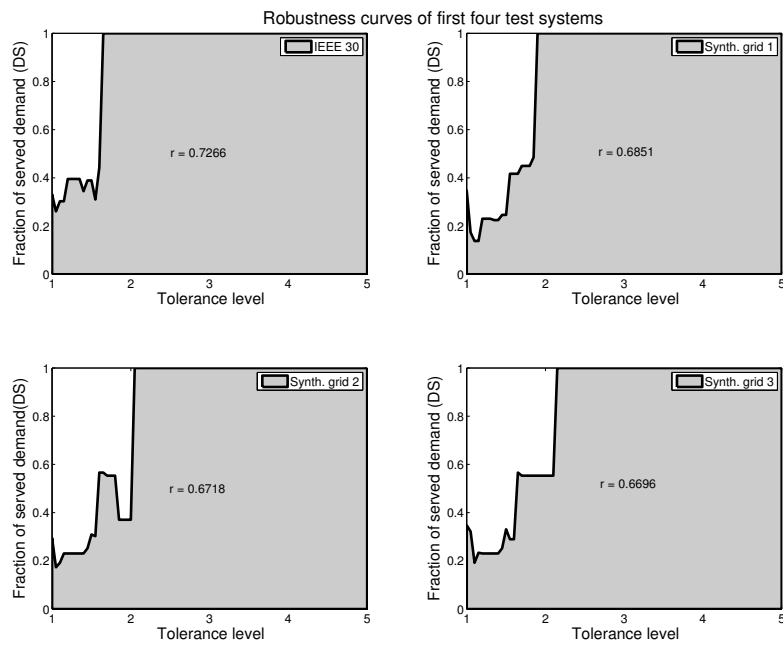 Robustness curves of first four test systems
Fraction of served demand (DS)
1
0.8
0.6
0.4
0.2
0
IEEE 30
r = 0.7266
1 2 3 4 5
Tolerance level
Fraction of served demand (DS)
1
0.8
0.6
0.4
0.2
0
Synth. grid 1
r = 0.6851
1 2 3 4 5
Tolerance level
Fraction of served demand(DS)
1
0.8
0.6
0.4
0.2
0
Synth. grid 2
r = 0.6718
1 2 3 4 5
Tolerance level
Fraction of served demand (DS)
1
0.8
0.6
0.4
0.2
0
Synth. grid 3
r = 0.6696
1 2 3 4 5
Tolerance level